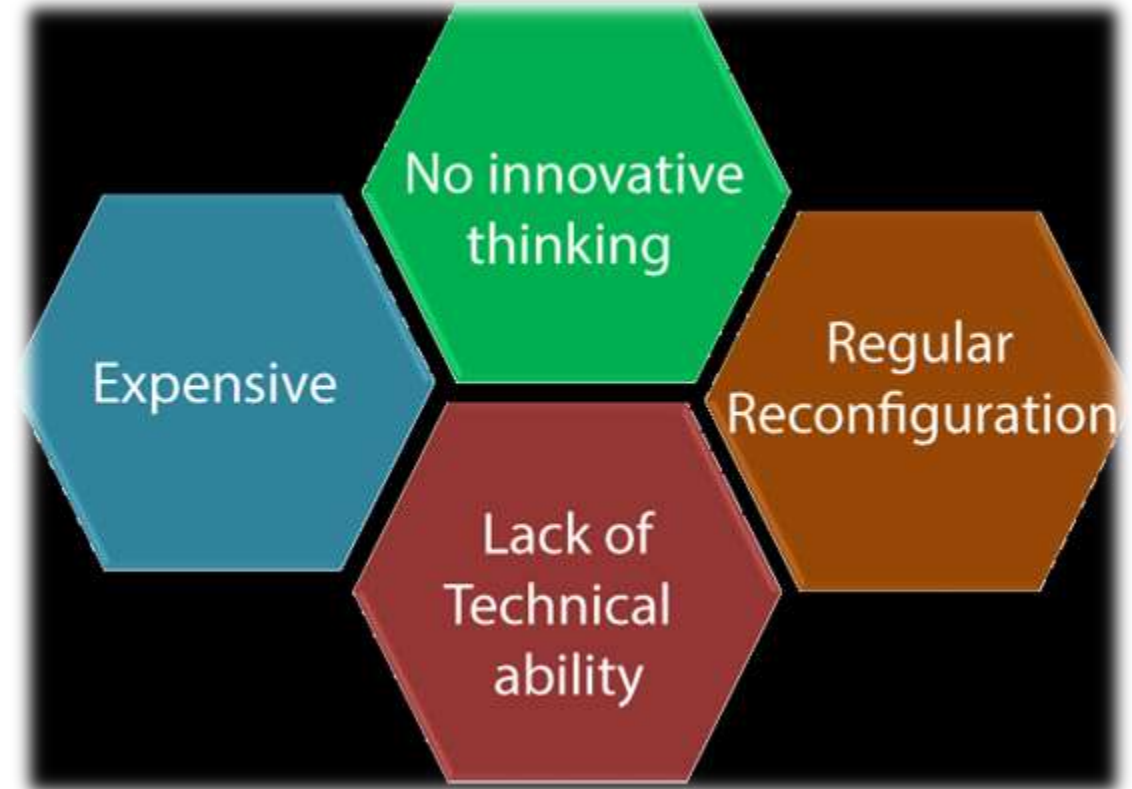 No innovative
thinking
Expensive
Regular
Reconfiguration
Lack of
Technical
ability